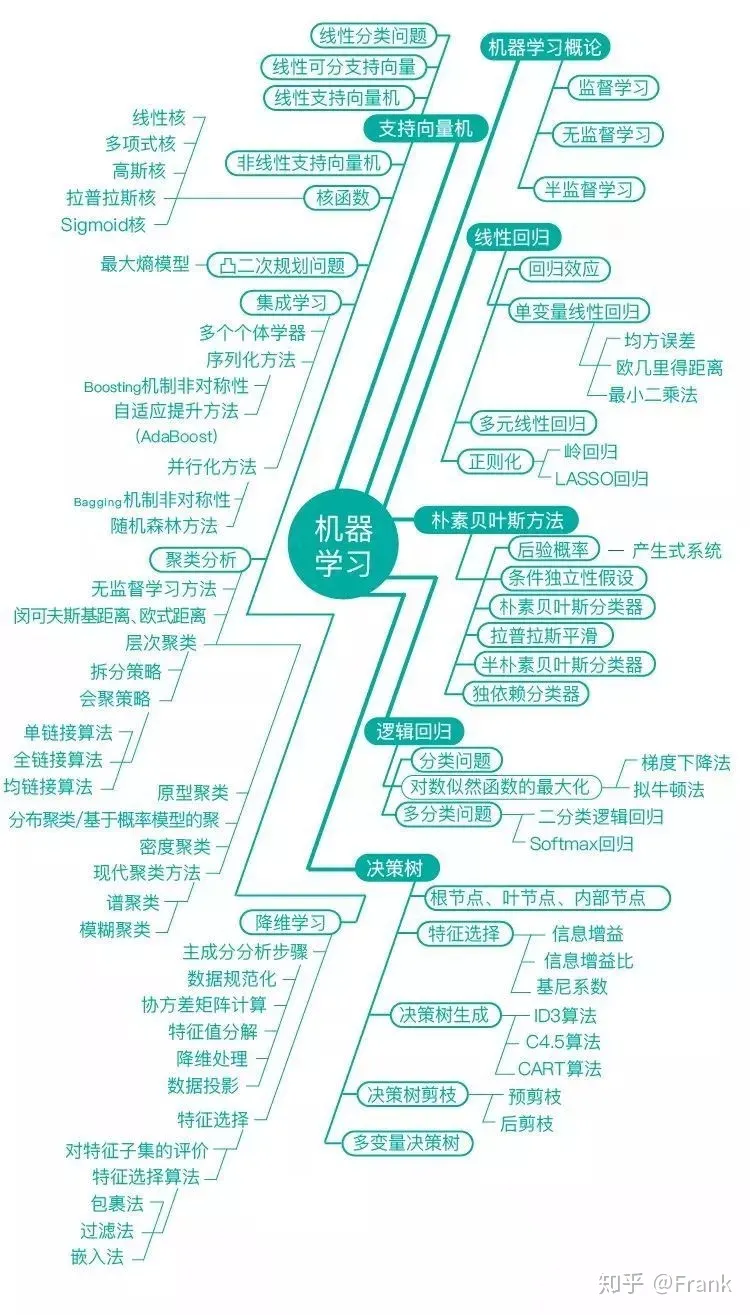 线性分类问题
线性可分支持向量
线性支持向量机
支持向量机
非线性支持向量机
核函数
线性核
多项式核
高斯核
拉普拉斯核
Sigmoid核
凸二次规划问题
最大熵模型
集成学习
多个个体学器
序列化方法
Boosting机制非对称性
自适应提升方法
(AdaBoost)
并行化方法
Bagging机制非对称性
随机森林方法
聚类分析
无监督学习方法
闵可夫斯基距离、欧式距离
层次聚类
拆分策略
会聚策略
单链接算法
全链接算法
均链接算法
原型聚类
分布聚类/基于概率模型的聚
密度聚类
现代聚类方法
谱聚类
模糊聚类
降维学习
主成分分析步骤
数据规范化
协方差矩阵计算
特征值分解
降维处理
数据投影
特征选择
对特征子集的评价
特征选择算法
包裹法
过滤法
嵌入法
机器
学习
机器学习概论
监督学习
无监督学习
半监督学习
线性回归
回归效应
单变量线性回归
均方误差
欧几里得距离
最小二乘法
多元线性回归
正则化
岭回归
LASSO回归
朴素贝叶斯方法
后验概率
产生式系统
条件独立性假设
朴素贝叶斯分类器
拉普拉斯平滑
半朴素贝叶斯分类器
独依赖分类器
逻辑回归
分类问题
对数似然函数的最大化
梯度下降法
拟牛顿法
多分类问题
二分类逻辑回归
Softmax回归
决策树
根节点、叶节点、内部节点
特征选择
信息增益
信息增益比
基尼系数
决策树生成
ID3算法
C4.5算法
CART算法
决策树剪枝
预剪枝
后剪枝
多变量决策树
知乎 @Frank